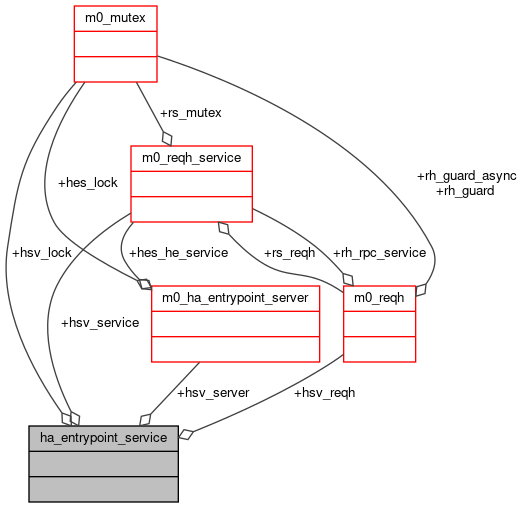 m0_mutex
+rs_mutex
m0_reqh_service
+rh_guard_async
+rh_guard
+hes_lock
+hsv_lock
+hes_he_service
+rs_reqh
+rh_rpc_service
m0_ha_entrypoint_server
m0_reqh
+hsv_service
+hsv_server
+hsv_reqh
ha_entrypoint_service